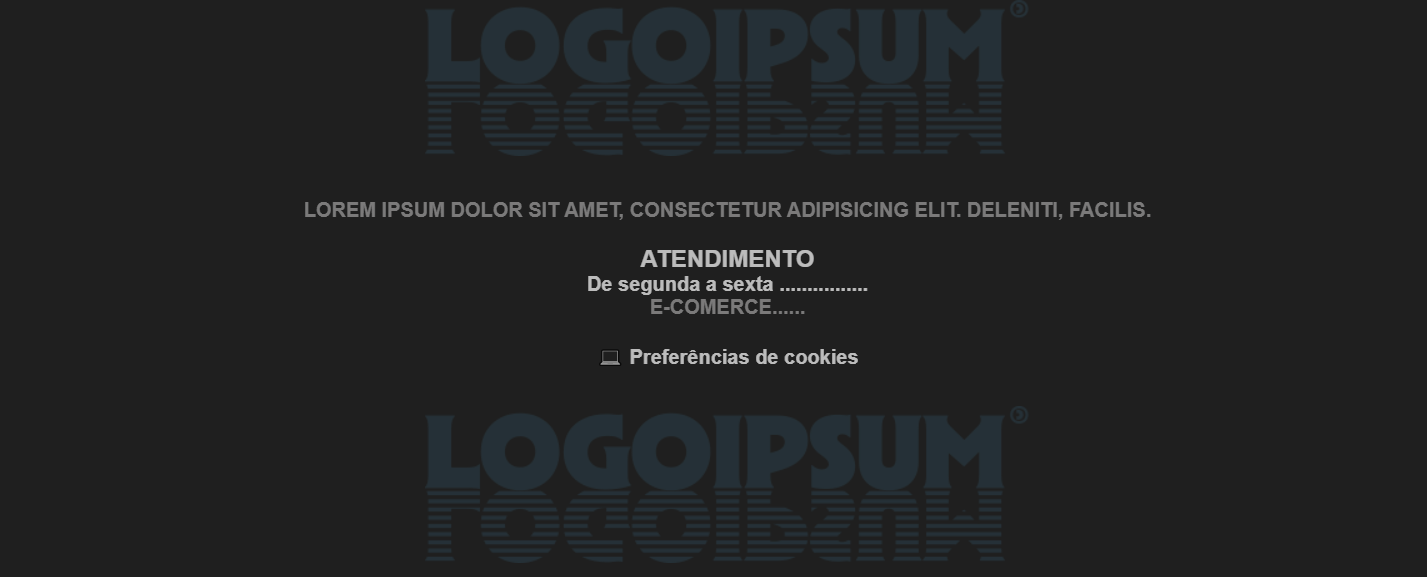 LOGOIPSUM
LOREM IPSUM DOLOR SIT AMET, CONSECTETUR ADIPISICING ELIT. DELENITI, FACILIS.
ATENDIMENTO
De segunda a sexta ................
E-COMERCE......
Preferências de cookies
LOGOIPSUM